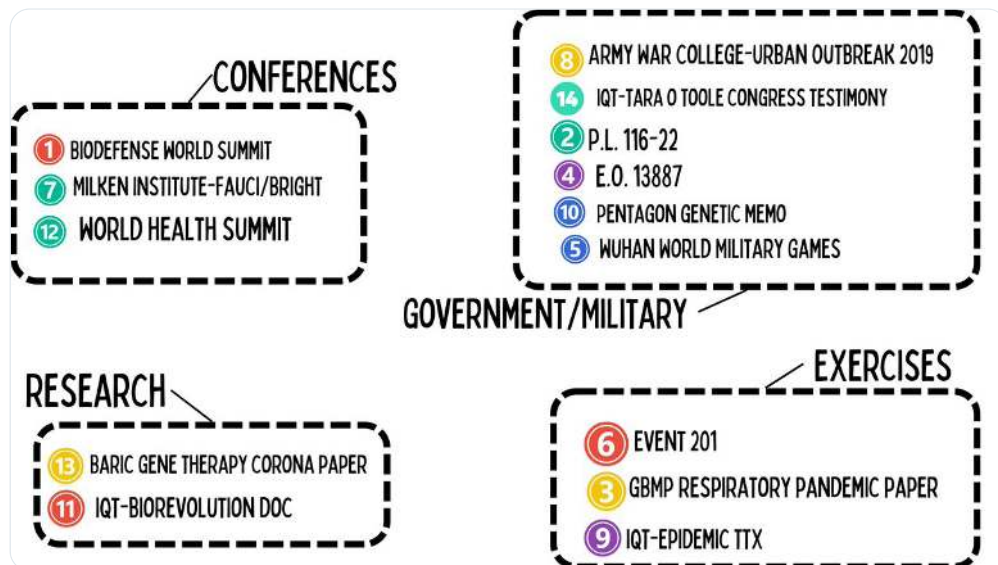 CONFERENCES
1 BIODEFENSE WORLD SUMMIT
7 MILKEN INSTITUTE-FAUCI/BRIGHT
12 WORLD HEALTH SUMMIT
8 ARMY WAR COLLEGE-URBAN OUTBREAK 2019
14 IQT-TARA O TOOLE CONGRESS TESTIMONY
2 P.L. 116-22
4 E.O. 13887
10 PENTAGON GENETIC MEMO
5 WUHAN WORLD MILITARY GAMES
GOVERNMENT/MILITARY
RESEARCH
13 BARIC GENE THERAPY CORONA PAPER
11 IQT-BIOREVOLUTION DOC
EXERCISES
6 EVENT 201
3 GBMP RESPIRATORY PANDEMIC PAPER
9 IQT-EPIDEMIC TTX